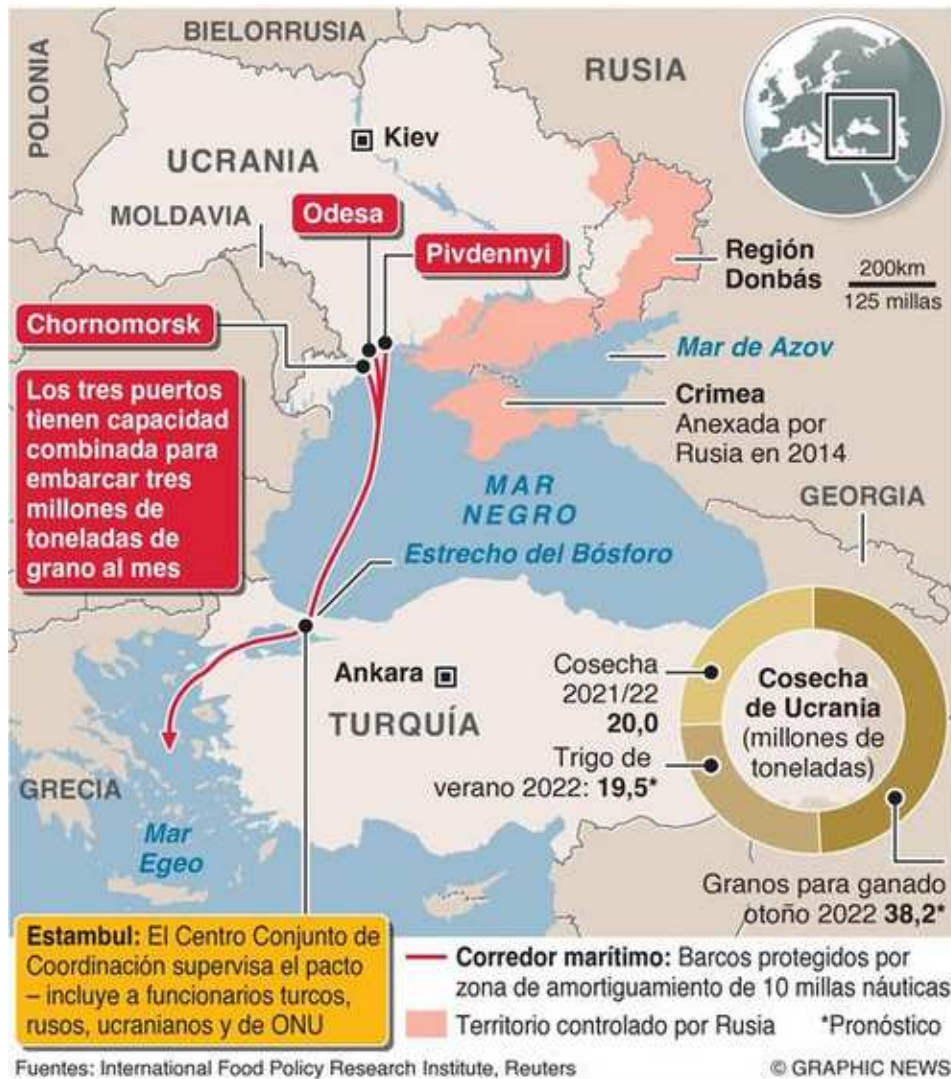 BIELORRUSIA
POLONIA
RUSIA
Kiev
UCRANIA
MOLDAVIA
Odesa
Pivdennyi
Región
Donbás
200km
125 millas
Chornomorsk
Mar de Azov
Los tres puertos
tienen capacidad
combinada para
embarcar tres
millones de
toneladas de
grano al mes
Crimea
Anexada por
Rusia en 2014
MAR
NEGRO
GEORGIA
Estrecho del Bósforo
Ankara
TURQUÍA
Cosecha
2021/22
20,0
Trigo de
verano 2022: 19,5*
Cosecha
de Ucrania
(millones de
toneladas)
GRECIA
Mar
Egeo
Granos para ganado
otoño 2022 38,2*
Estambul: El Centro Conjunto de
Coordinación supervisa el pacto
– incluye a funcionarios turcos,
rusos, ucranianos y de ONU
Corredor marítimo: Barcos protegidos por
zona de amortiguamiento de 10 millas náuticas
Territorio controlado por Rusia *Pronóstico
Fuentes: International Food Policy Research Institute, Reuters
© GRAPHIC NEWS